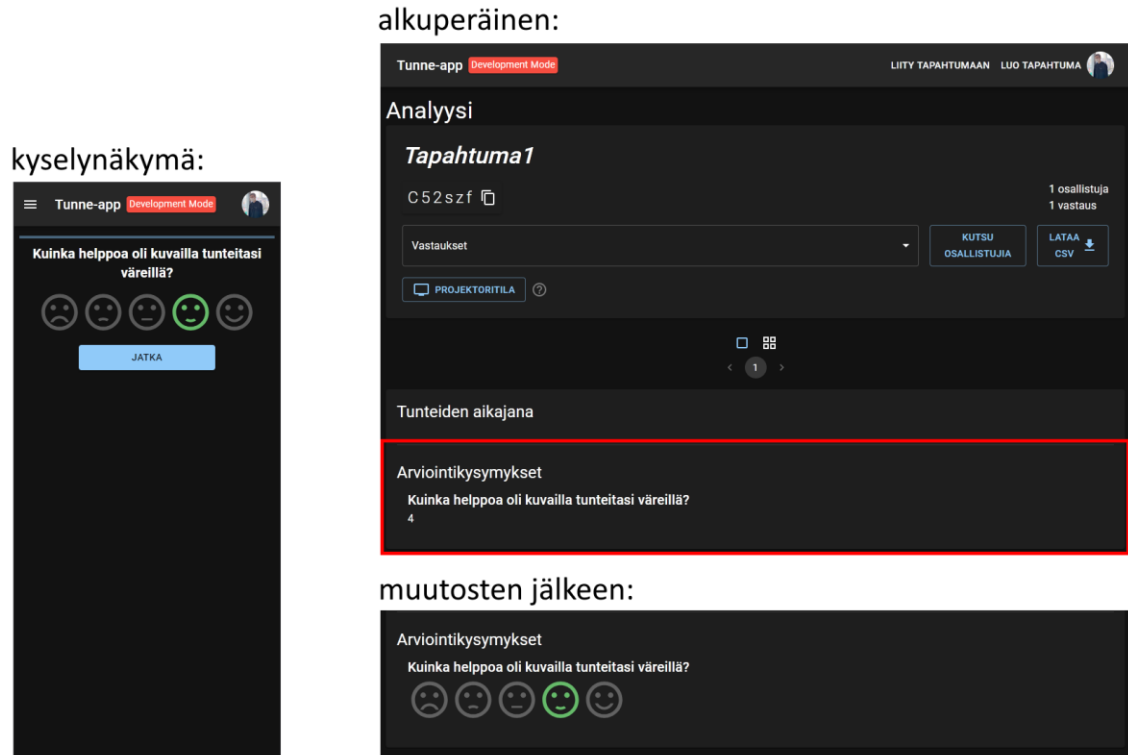 kyselynäkymä:
Tunne-app Development Mode
Kuinka helppoa oli kuvailla tunteitasi
väreillä?
JATKA
alkuperäinen:
Tunne-app Development Mode LIITY TAPAHTUMAAN LUO TAPAHTUMA
Analyysi
Tapahtuma1
C52szf
1 osallistuja
1 vastaus
Vastaukset
KUTSU
OSALLISTUJIA
LATAA
CSV
PROJEKTORITILA ?
< 1 >
Tunteiden aikajana
Arviointikysymykset
Kuinka helppoa oli kuvailla tunteitasi väreillä?
4
muutosten jälkeen:
Arviointikysymykset
Kuinka helppoa oli kuvailla tunteitasi väreillä?